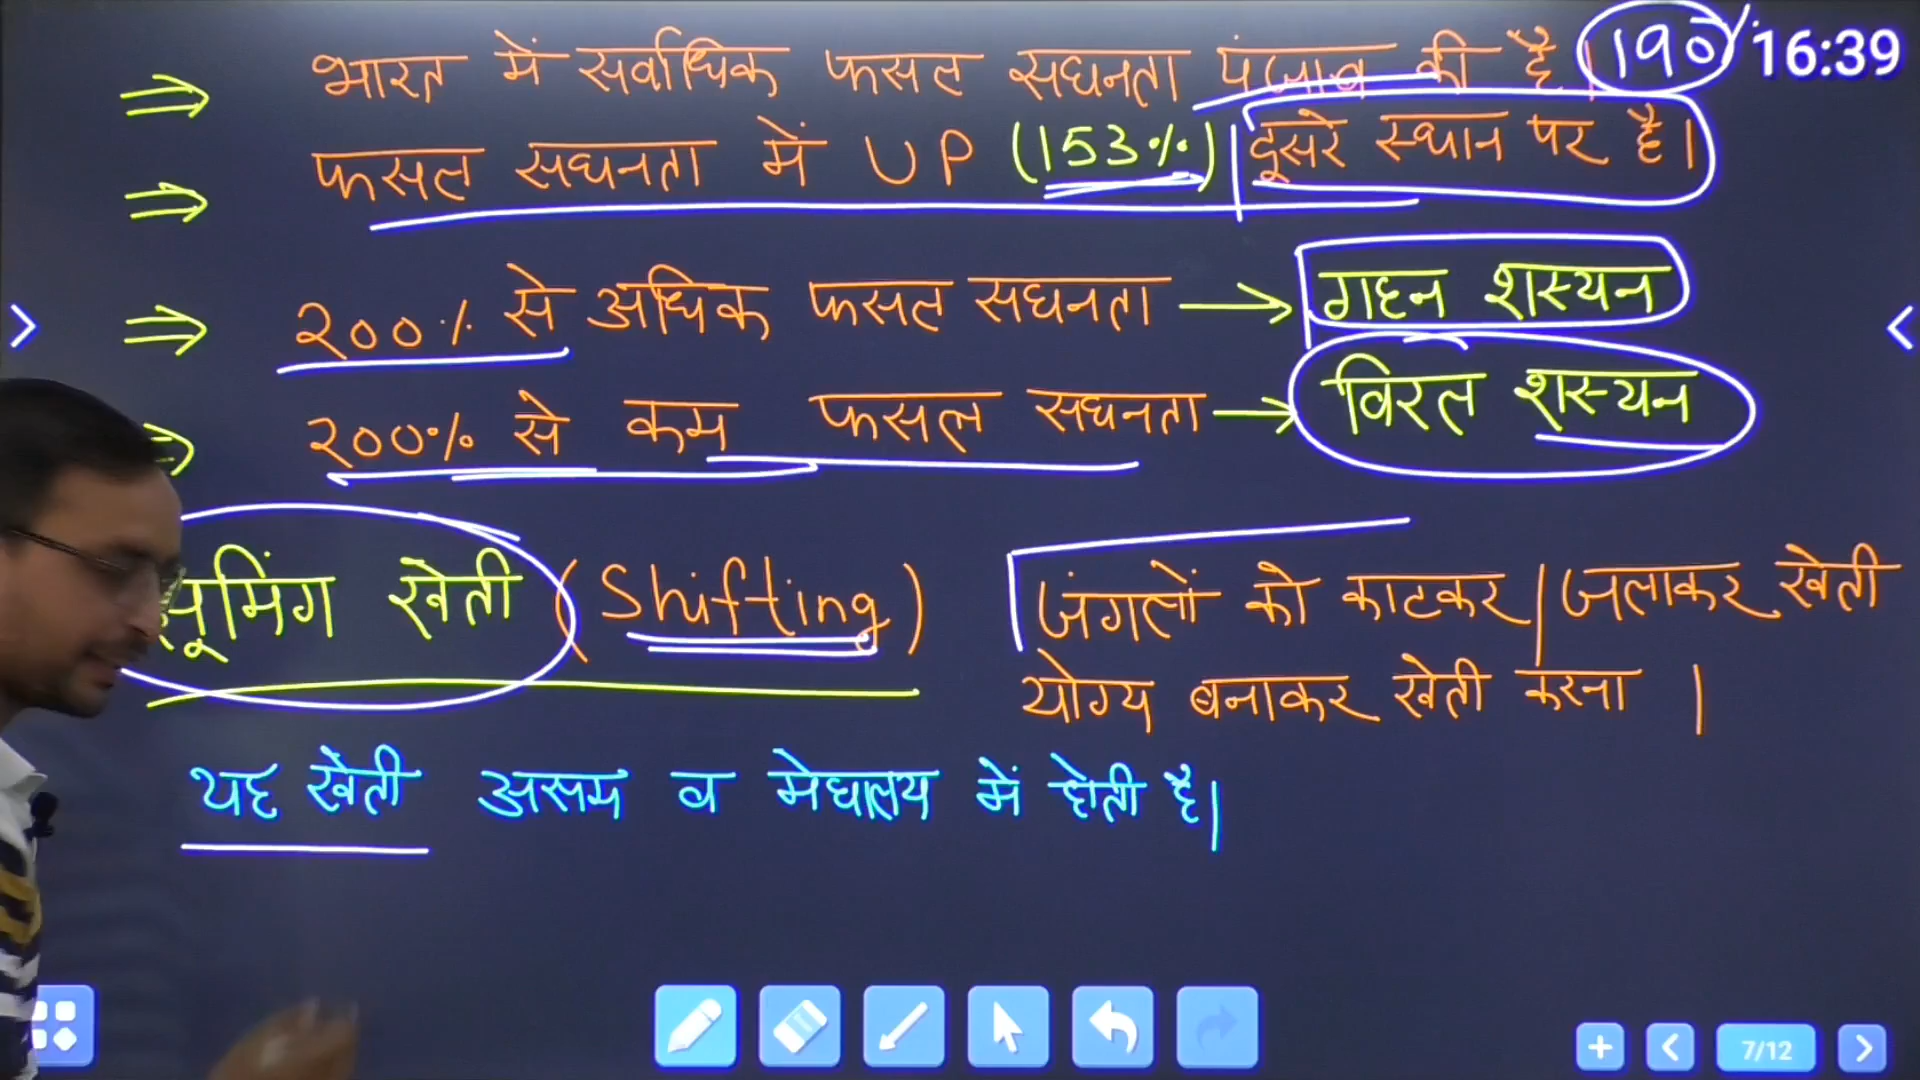 भारत में सर्वाधिक फसल सघनता पंजाब की है। 190 16:39
फसल सघनता में UP (153%) दूसरे स्थान पर है।
200% से अधिक फसल सघनता → गहन शस्यन
200% से कम फसल सघनता → विरल शस्यन
झूमिंग खेती (Shifting) जंगलों को काटकर/जलाकर खेती
योग्य बनाकर खेती करना ।
यह खेती असम व मेघालय में होती है।
7/12